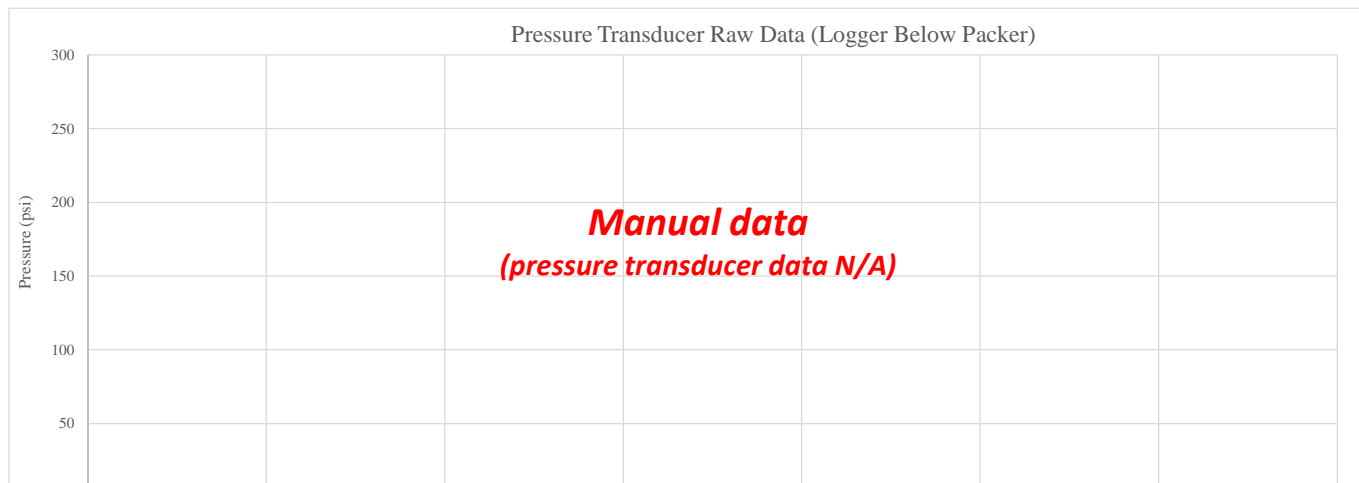 Pressure Transducer Raw Data (Logger Below Packer)
300
250
200
150
100
50
Pressure (psi)
Manual data
(pressure transducer data N/A)